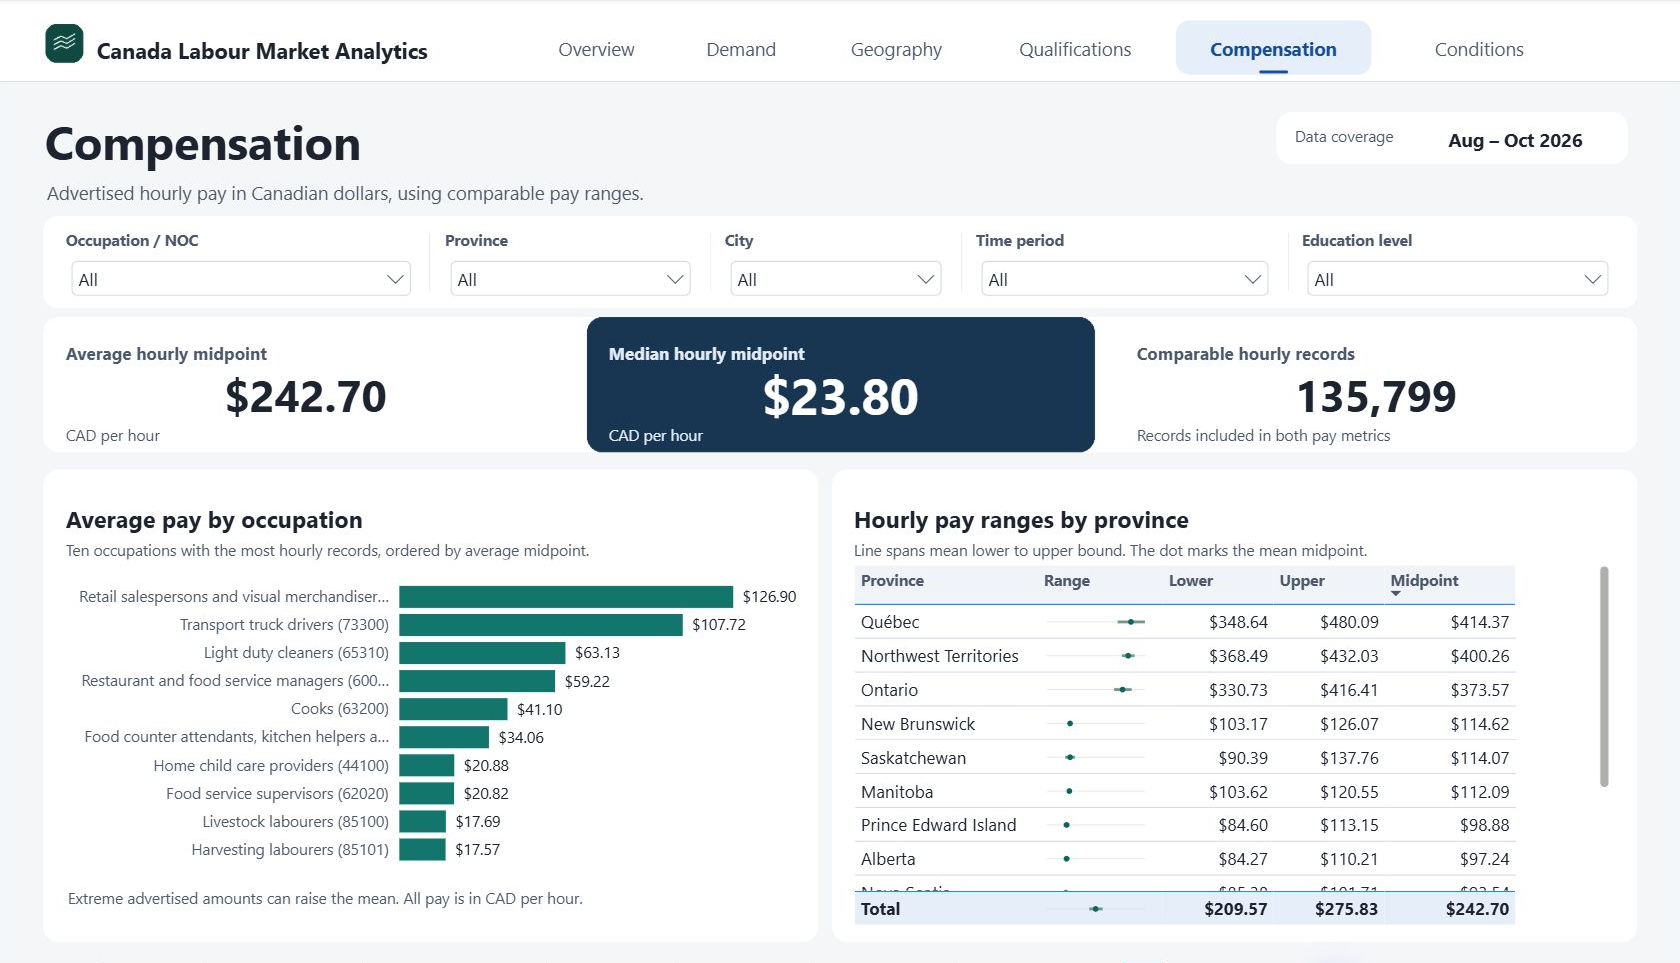 Canada Labour Market Analytics
Overview
Demand
Geography
Qualifications
Compensation
Conditions
Compensation
Data coverage
Aug – Oct 2026
Advertised hourly pay in Canadian dollars, using comparable pay ranges.
Occupation / NOC
Province
City
Time period
Education level
All
All
All
All
All
Average hourly midpoint
$242.70
CAD per hour
Median hourly midpoint
$23.80
CAD per hour
Comparable hourly records
135,799
Records included in both pay metrics
Average pay by occupation
Ten occupations with the most hourly records, ordered by average midpoint.
Retail salespersons and visual merchandiser... $126.90
Transport truck drivers (73300) $107.72
Light duty cleaners (65310) $63.13
Restaurant and food service managers (600... $59.22
Cooks (63200) $41.10
Food counter attendants, kitchen helpers a... $34.06
Home child care providers (44100) $20.88
Food service supervisors (62020) $20.82
Livestock labourers (85100) $17.69
Harvesting labourers (85101) $17.57
Extreme advertised amounts can raise the mean. All pay is in CAD per hour.
Hourly pay ranges by province
Line spans mean lower to upper bound. The dot marks the mean midpoint.
Province Range Lower Upper Midpoint
Québec $348.64 $480.09 $414.37
Northwest Territories $368.49 $432.03 $400.26
Ontario $330.73 $416.41 $373.57
New Brunswick $103.17 $126.07 $114.62
Saskatchewan $90.39 $137.76 $114.07
Manitoba $103.62 $120.55 $112.09
Prince Edward Island $84.60 $113.15 $98.88
Alberta $84.27 $110.21 $97.24
Total $209.57 $275.83 $242.70